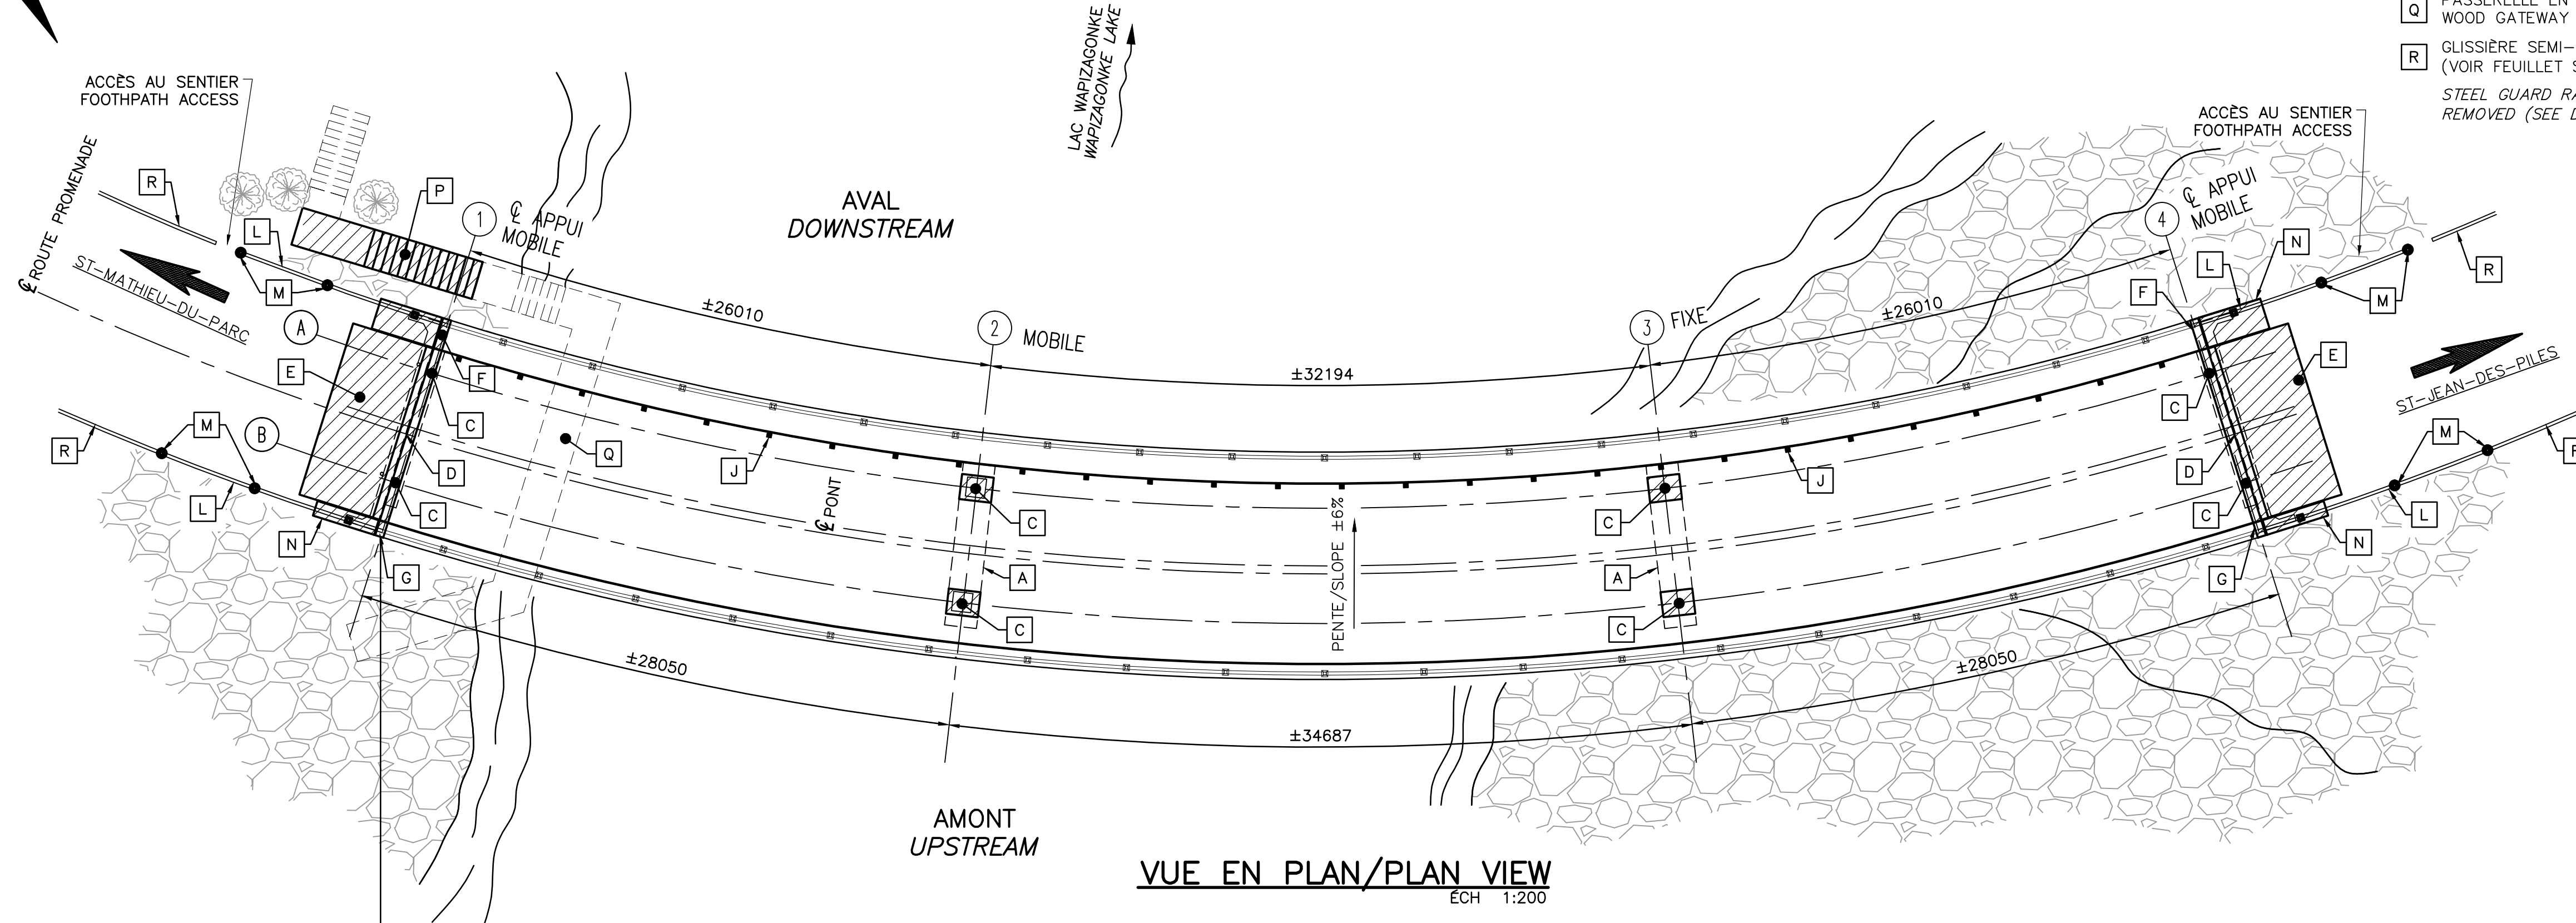 Q
PASSERELLE EN
WOOD GATEWAY
R
GLISSIÈRE SEMI-
(VOIR FEUILLET S
STEEL GUARD RA
REMOVED (SEE D
ACCÈS AU SENTIER
FOOTHPATH ACCESS
LAC WAPIZAGONKE
WAPIZAGONKE LAKE
ACCÈS AU SENTIER
FOOTHPATH ACCESS
℄ ROUTE PROMENADE
ST-MATHIEU-DU-PARC
R
L
M
P
1
℄ APPUI
MOBILE
AVAL
DOWNSTREAM
4
℄ APPUI
MOBILE
N
L
F
M
R
±26010
2 MOBILE
±32194
3 FIXE
±26010
ST-JEAN-DES-PILES
A
E
F
C
B
D
M
R
L
N
C
G
Q
J
℄ PONT
C
A
C
PENTE/SLOPE ±6%
C
A
C
J
E
C
D
C
M
L
N
G
±28050
±34687
±28050
AMONT
UPSTREAM
VUE EN PLAN/PLAN VIEW
ÉCH 1:200